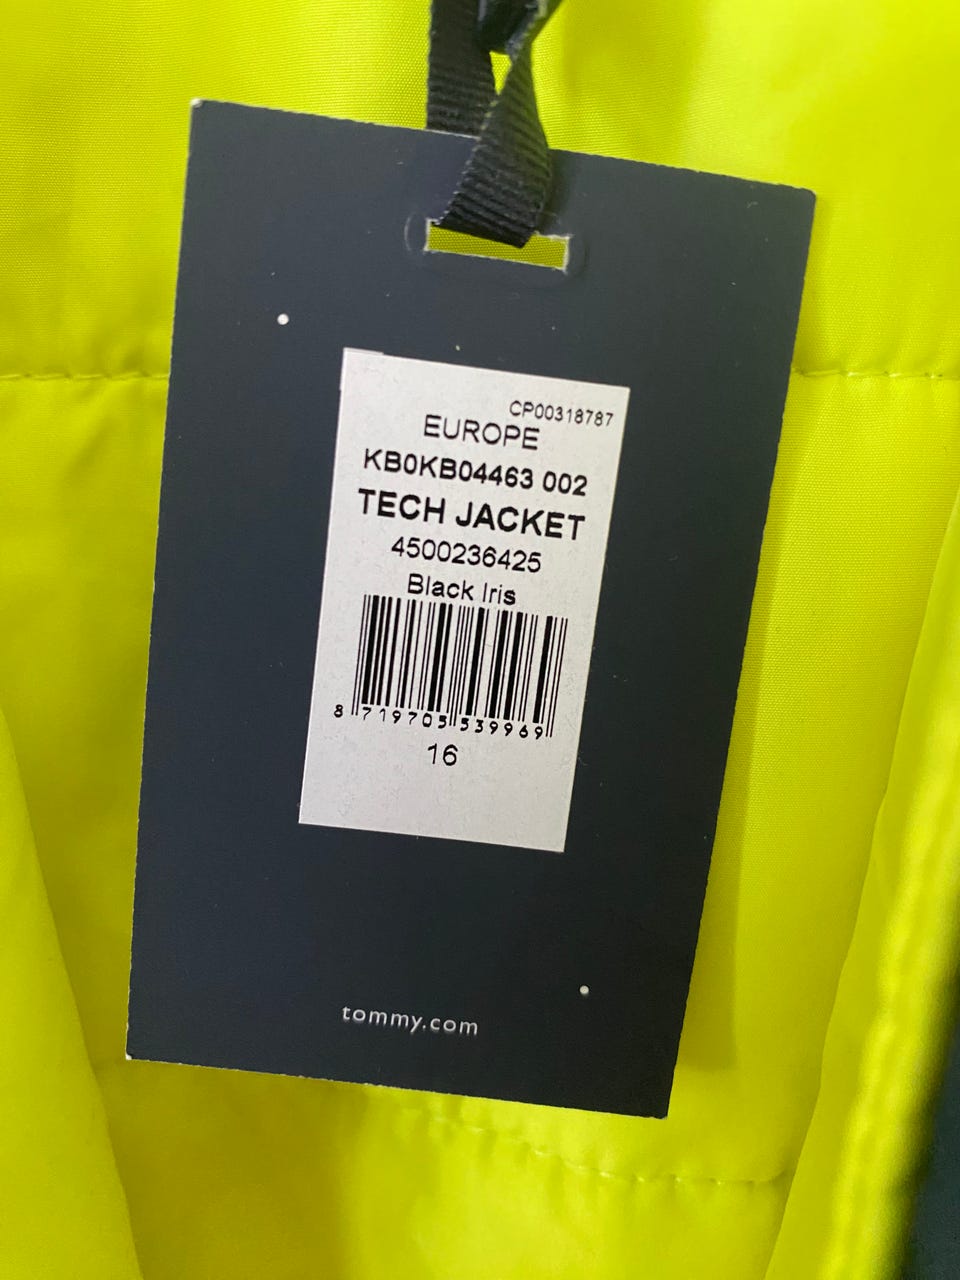 CP00318787
EUROPE
KB0KB04463 002
TECH JACKET
4500236425
Black Iris
8 719705 539969
16
tommy.com